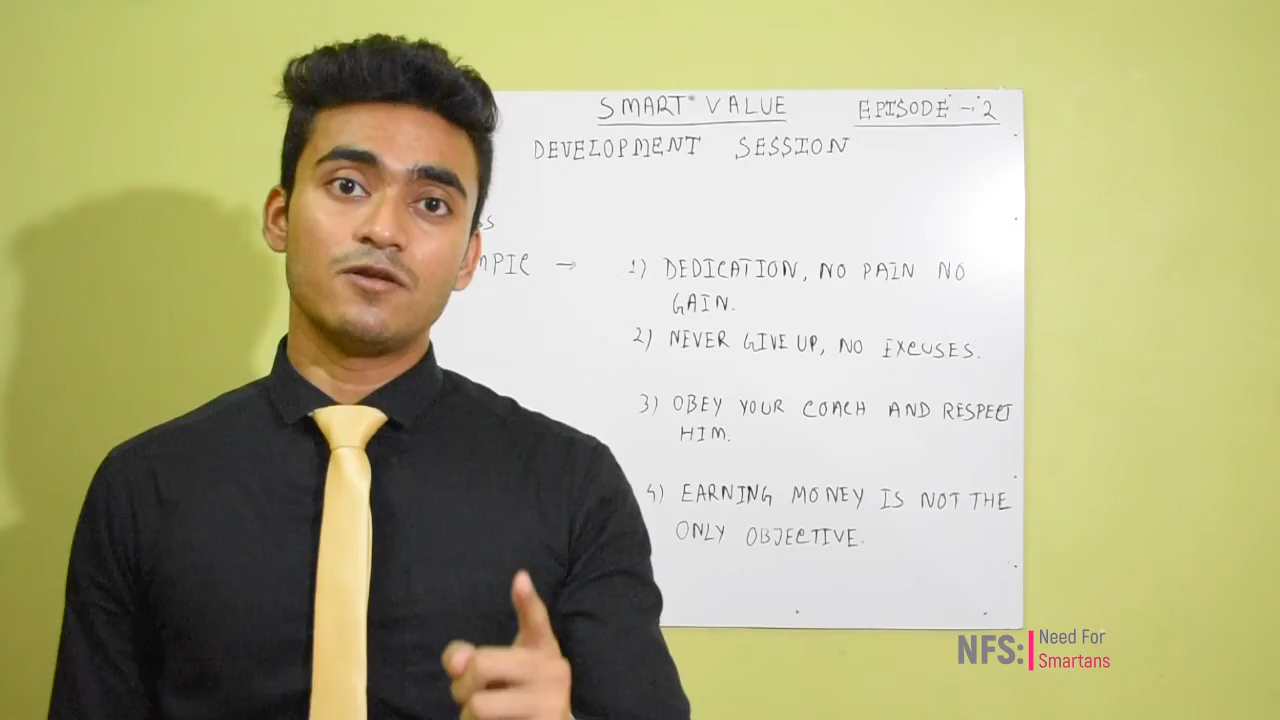 SMART VALUE EPISODE - 2
DEVELOPMENT SESSION
→ 1) DEDICATION, NO PAIN NO
GAIN.
2) NEVER GIVE UP, NO EXCUSES.
3) OBEY YOUR COACH AND RESPECT
HIM.
4) EARNING MONEY IS NOT THE
ONLY OBJECTIVE.
NFS: Need For
Smartans